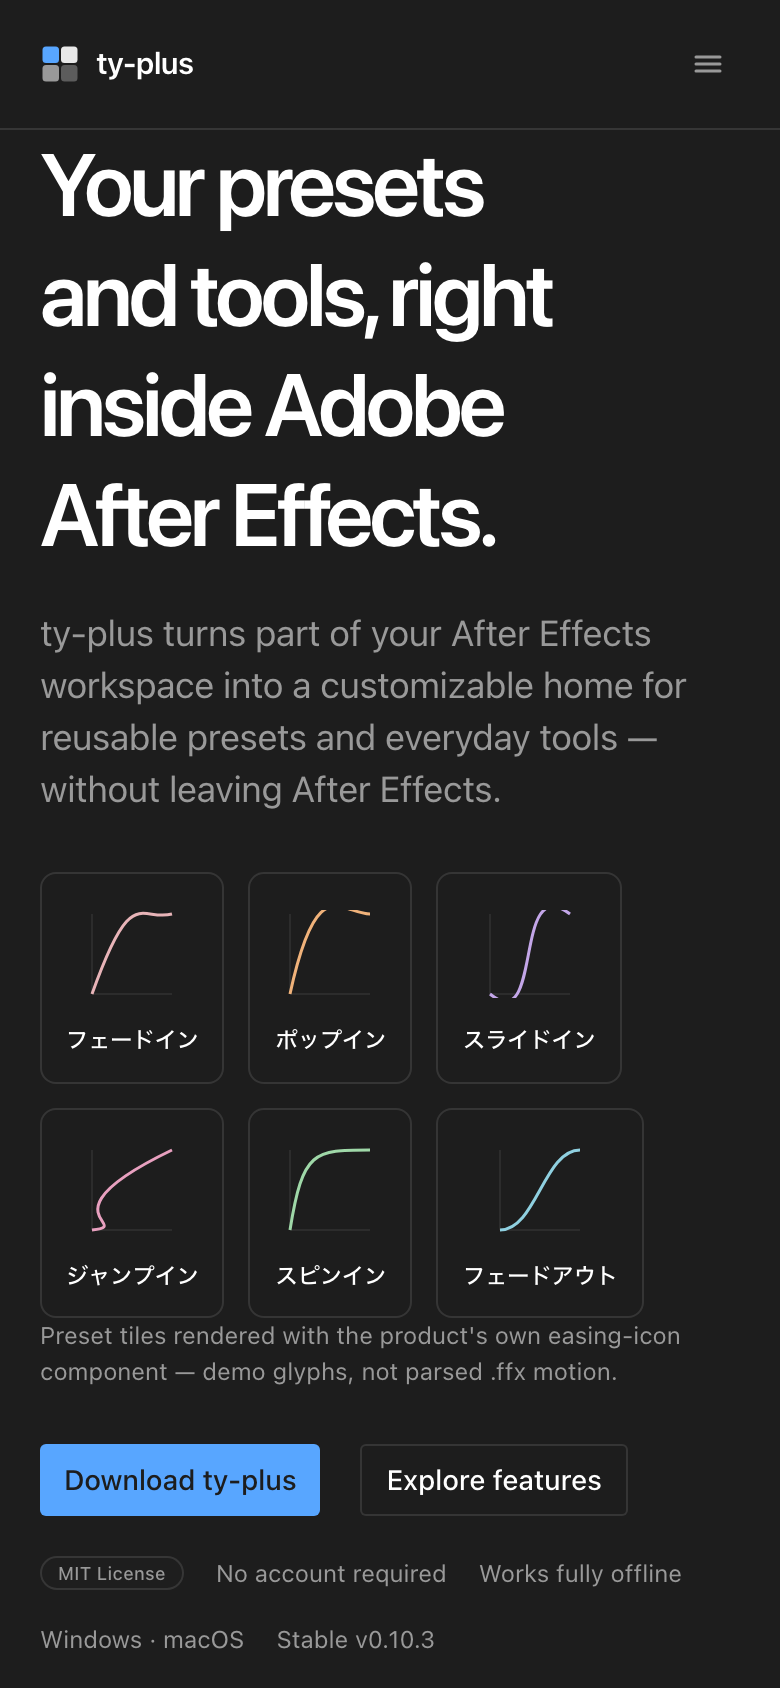 ty-plus
Your presets
and tools, right
inside Adobe
After Effects.
ty-plus turns part of your After Effects
workspace into a customizable home for
reusable presets and everyday tools —
without leaving After Effects.
フェードイン
ポップイン
スライドイン
ジャンプイン
スピンイン
フェードアウト
Preset tiles rendered with the product's own easing-icon
component — demo glyphs, not parsed .ffx motion.
Download ty-plus
Explore features
MIT License
No account required
Works fully offline
Windows · macOS
Stable v0.10.3